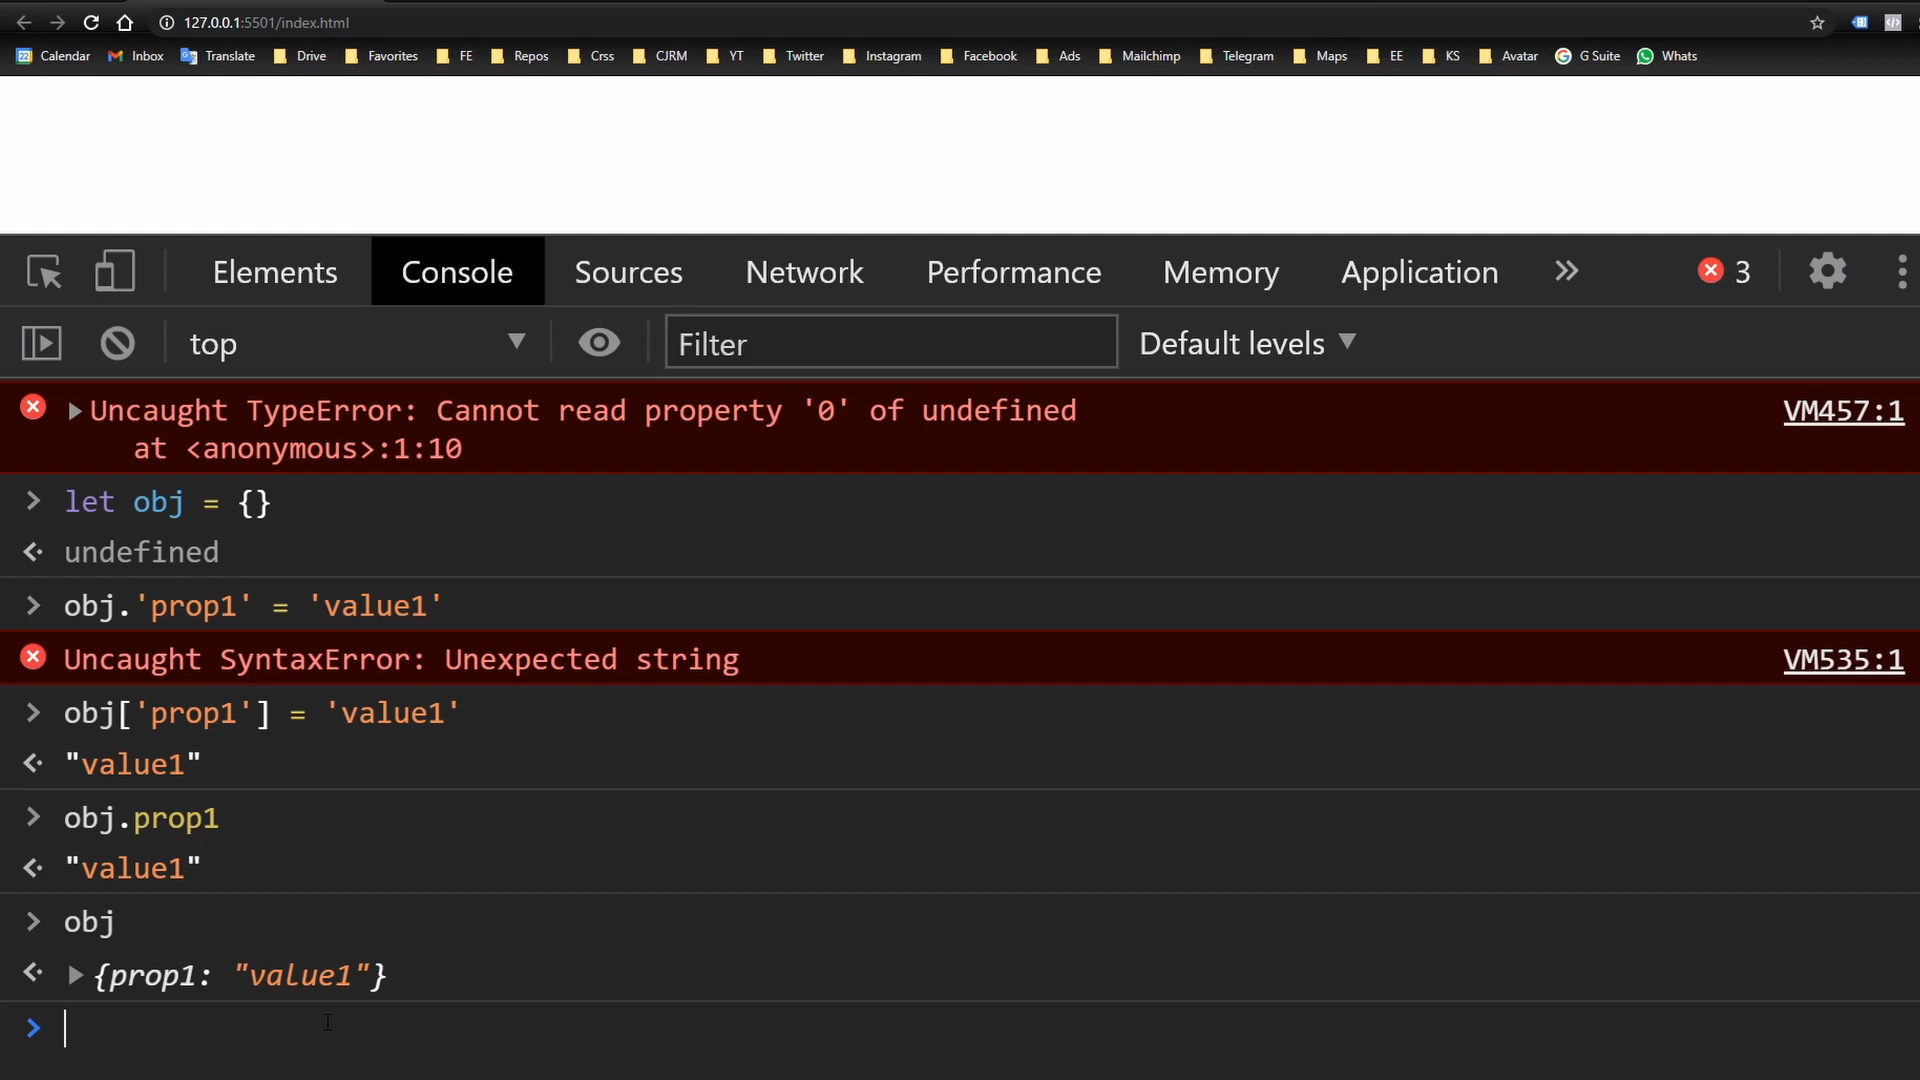 127.0.0.1:5501/index.html
Calendar Inbox Translate Drive Favorites FE Repos Crss CJRM YT Twitter Instagram Facebook Ads Mailchimp Telegram Maps EE KS Avatar G Suite Whats
Elements Console Sources Network Performance Memory Application 3
top Filter Default levels
Uncaught TypeError: Cannot read property '0' of undefined VM457:1
at <anonymous>:1:10
let obj = {}
undefined
obj.'prop1' = 'value1'
Uncaught SyntaxError: Unexpected string VM535:1
obj['prop1'] = 'value1'
"value1"
obj.prop1
"value1"
obj
{prop1: "value1"}